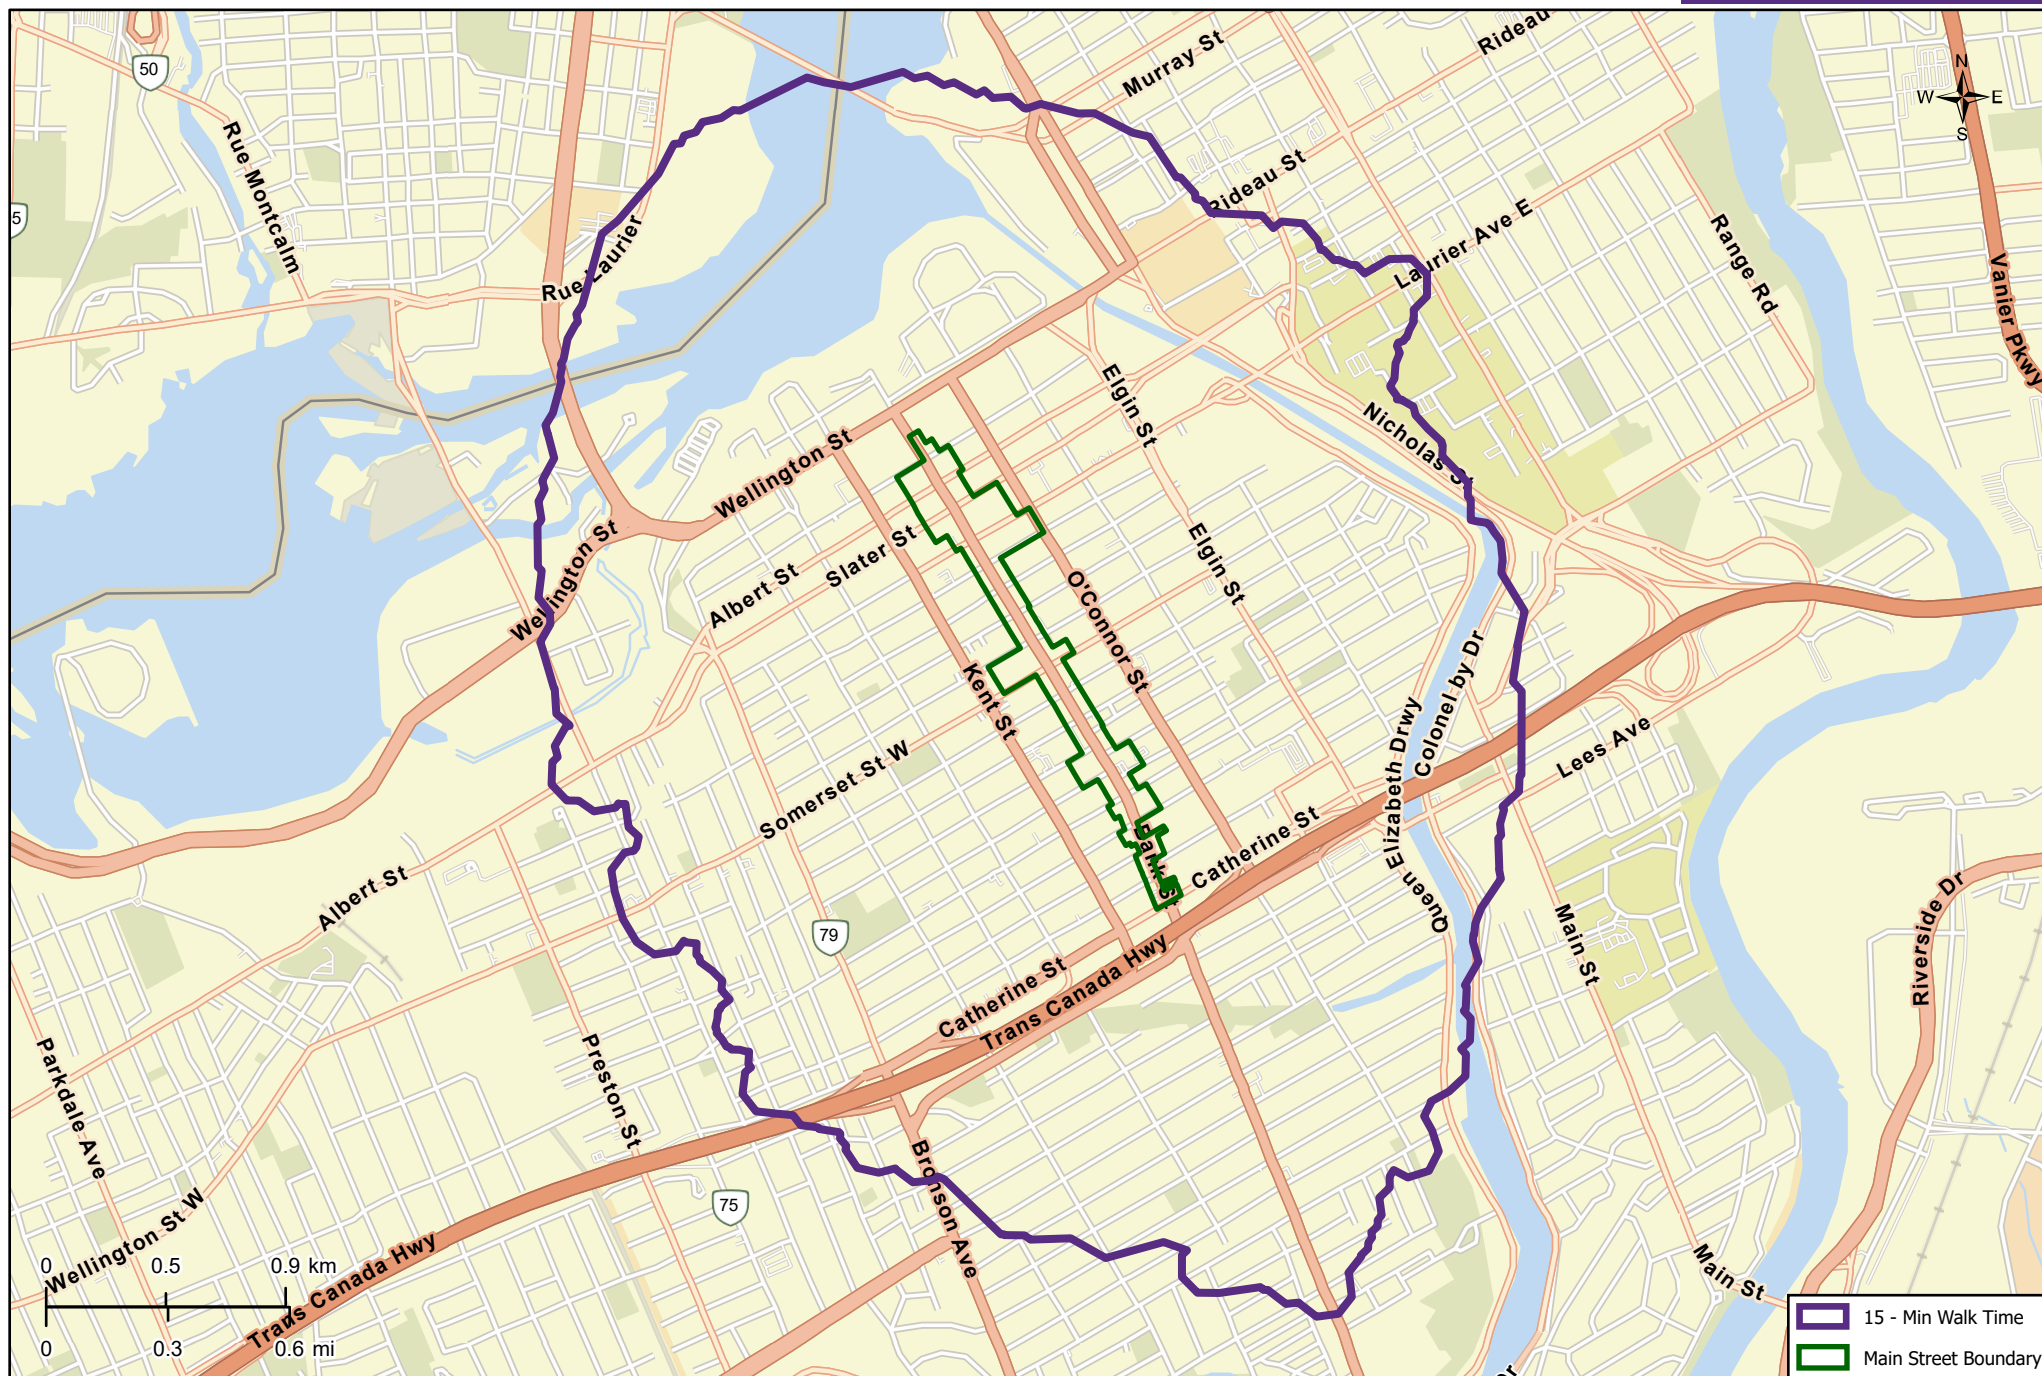 Rideau
Murray St
50
N
W
E
S
Rue Montcalm
Rideau St
5
Rue Laurier
Laurier Ave E
Range Rd
Vanier Pkwy
Elgin St
Nicholas St
Wellington St
Wellington St
Slater St
Elgin St
Albert St
O'Connor St
Kent St
Colonel by Dr
Queen Elizabeth Drwy
Lees Ave
Somerset St W
Catherine St
Bank St
Albert St
79
Main St
Riverside Dr
Catherine St
Trans Canada Hwy
Parkdale Ave
Preston St
75
Bronson Ave
Wellington St W
Trans Canada Hwy
Main St
0 0.5 0.9 km
0 0.3 0.6 mi
15 - Min Walk Time
Main Street Boundary
Dr